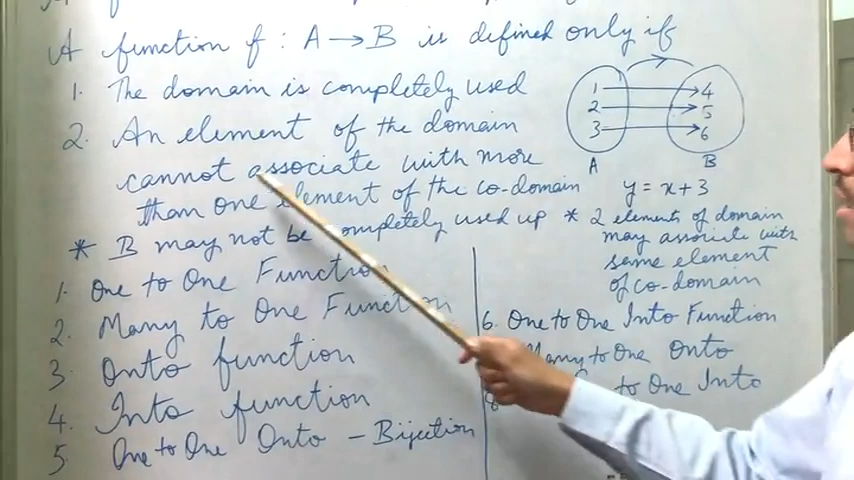 A function f : A → B is defined only if
1. The domain is completely used
2. An element of the domain
cannot associate with more
than one element of the co-domain
* B may not be completely used up
1 4
2 5
3 6
A B
y = x + 3
* 2 elements of domain
may associate with
same element
of co-domain
1. One to One Function
2. Many to One Function
3. Onto function
4. Into function
5. One to One Onto – Bijection
6. One to One Into Function
Many to One Onto
to One Into